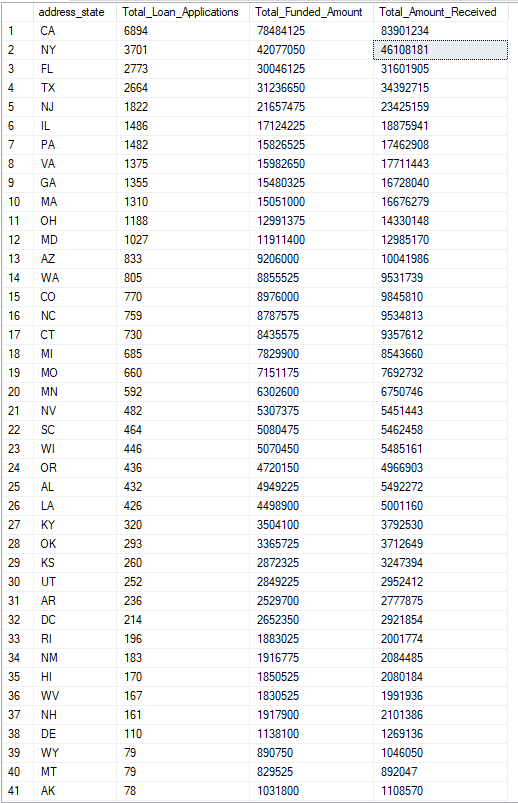 address_state Total_Loan_Applications Total_Funded_Amount Total_Amount_Received
1 CA 6894 78484125 83901234
2 NY 3701 42077050 46108181
3 FL 2773 30046125 31601905
4 TX 2664 31236650 34392715
5 NJ 1822 21657475 23425159
6 IL 1486 17124225 18875941
7 PA 1482 15826525 17462908
8 VA 1375 15982650 17711443
9 GA 1355 15480325 16728040
10 MA 1310 15051000 16676279
11 OH 1188 12991375 14330148
12 MD 1027 11911400 12985170
13 AZ 833 9206000 10041986
14 WA 805 8855525 9531739
15 CO 770 8976000 9845810
16 NC 759 8787575 9534813
17 CT 730 8435575 9357612
18 MI 685 7829900 8543660
19 MO 660 7151175 7692732
20 MN 592 6302600 6750746
21 NV 482 5307375 5451443
22 SC 464 5080475 5462458
23 WI 446 5070450 5485161
24 OR 436 4720150 4966903
25 AL 432 4949225 5492272
26 LA 426 4498900 5001160
27 KY 320 3504100 3792530
28 OK 293 3365725 3712649
29 KS 260 2872325 3247394
30 UT 252 2849225 2952412
31 AR 236 2529700 2777875
32 DC 214 2652350 2921854
33 RI 196 1883025 2001774
34 NM 183 1916775 2084485
35 HI 170 1850525 2080184
36 WV 167 1830525 1991936
37 NH 161 1917900 2101386
38 DE 110 1138100 1269136
39 WY 79 890750 1046050
40 MT 79 829525 892047
41 AK 78 1031800 1108570